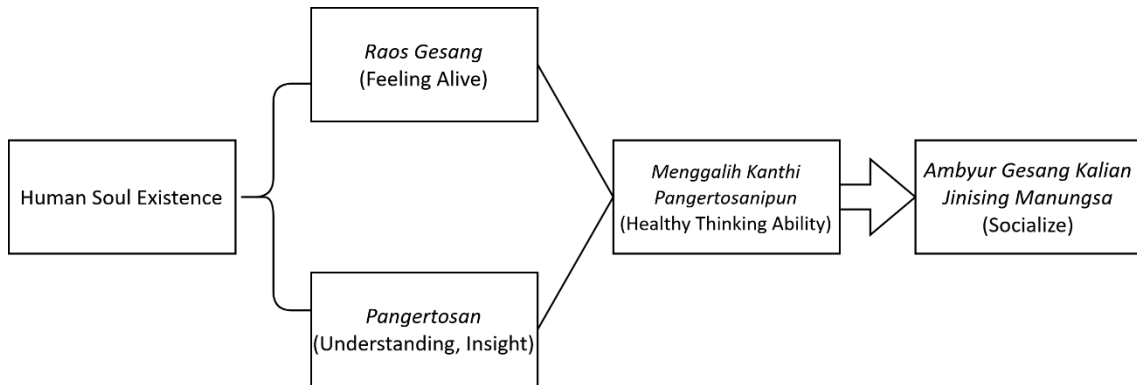 Human Soul Existence
Raos Gesang
(Feeling Alive)
Pangertosan
(Understanding, Insight)
Menggalih Kanthi
Pangertosanipun
(Healthy Thinking Ability)
Ambyur Gesang Kalian
Jinising Manungsa
(Socialize)